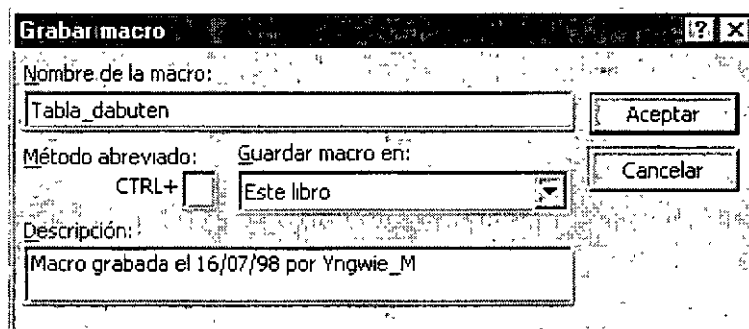 Grabar macro ? X
Nombre de la macro:
Tabla_dabuten
Aceptar
Método abreviado: Guardar macro en:
CTRL+ Este libro
Cancelar
Descripción:
Macro grabada el 16/07/98 por Yngwie_M